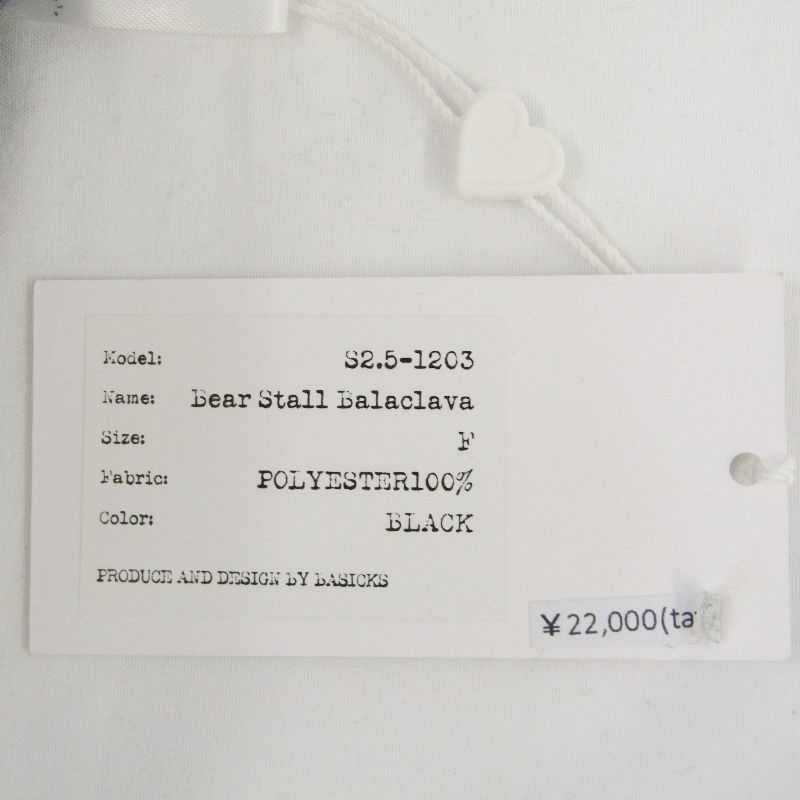 Model: S2.5-1203
Name: Bear Stall Balaclava
Size: F
Fabric: POLYESTER100%
Color: BLACK
PRODUCE AND DESIGN BY BASICKS
¥22,000(ta